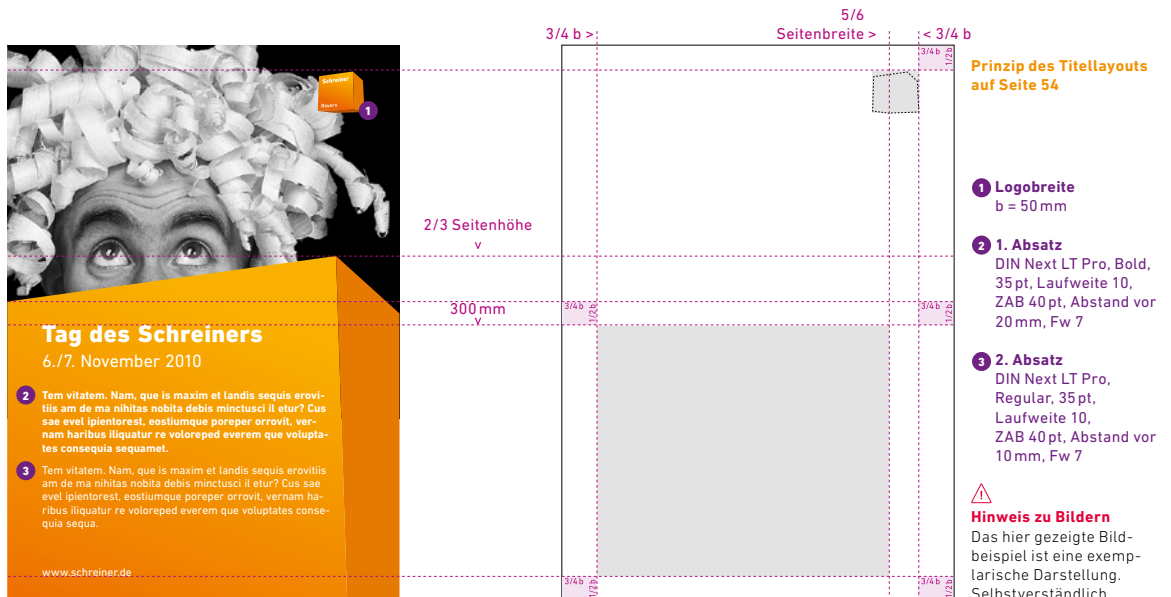 5/6
3/4 b >
Seitenbreite >
< 3/4 b
3/4 b
1/2 b
Schreiner
Bayern
1
2/3 Seitenhöhe
v
300 mm
v
3/4 b
1/2 b
3/4 b
1/2 b
Tag des Schreiners
6./7. November 2010
2
Tem vitatem. Nam, que is maxim et landis sequis erovi-
tiis am de ma nihitas nobita debis minctusci il etur? Cus
sae evel ipientorest, eostiumque poreper orrovit, ver-
nam haribus iliquatur re voloreped everem que volupta-
tes consequia sequamet.
3
Tem vitatem. Nam, que is maxim et landis sequis erovitiis
am de ma nihitas nobita debis minctusci il etur? Cus sae
evel ipientorest, eostiumque poreper orrovit, vernam ha-
ribus iliquatur re voloreped everem que voluptates conse-
quia sequa.
www.schreiner.de
3/4 b
1/2 b
3/4 b
1/2 b
Prinzip des Titellayouts
auf Seite 54
1 Logobreite
b = 50 mm
2 1. Absatz
DIN Next LT Pro, Bold,
35 pt, Laufweite 10,
ZAB 40 pt, Abstand vor
20 mm, Fw 7
3 2. Absatz
DIN Next LT Pro,
Regular, 35 pt,
Laufweite 10,
ZAB 40 pt, Abstand vor
10 mm, Fw 7
!
Hinweis zu Bildern
Das hier gezeigte Bild-
beispiel ist eine exemp-
larische Darstellung.
Selbstverständlich